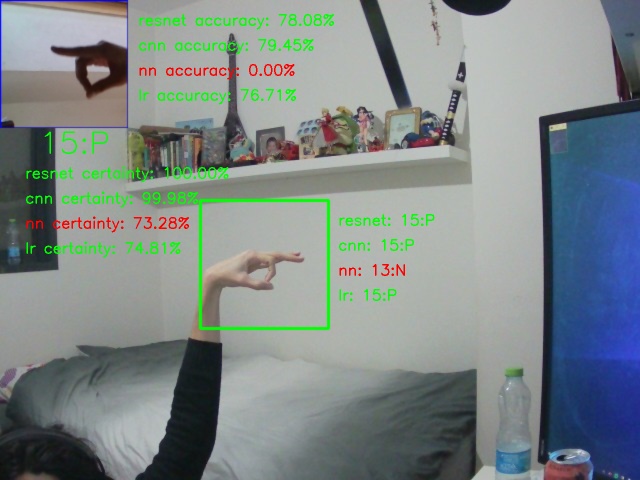 resnet accuracy: 78.08%
cnn accuracy: 79.45%
nn accuracy: 0.00%
lr accuracy: 76.71%
15:P
resnet certainty: 100.00%
cnn certainty: 99.98%
nn certainty: 73.28%
lr certainty: 74.81%
resnet: 15:P
cnn: 15:P
nn: 13:N
lr: 15:P